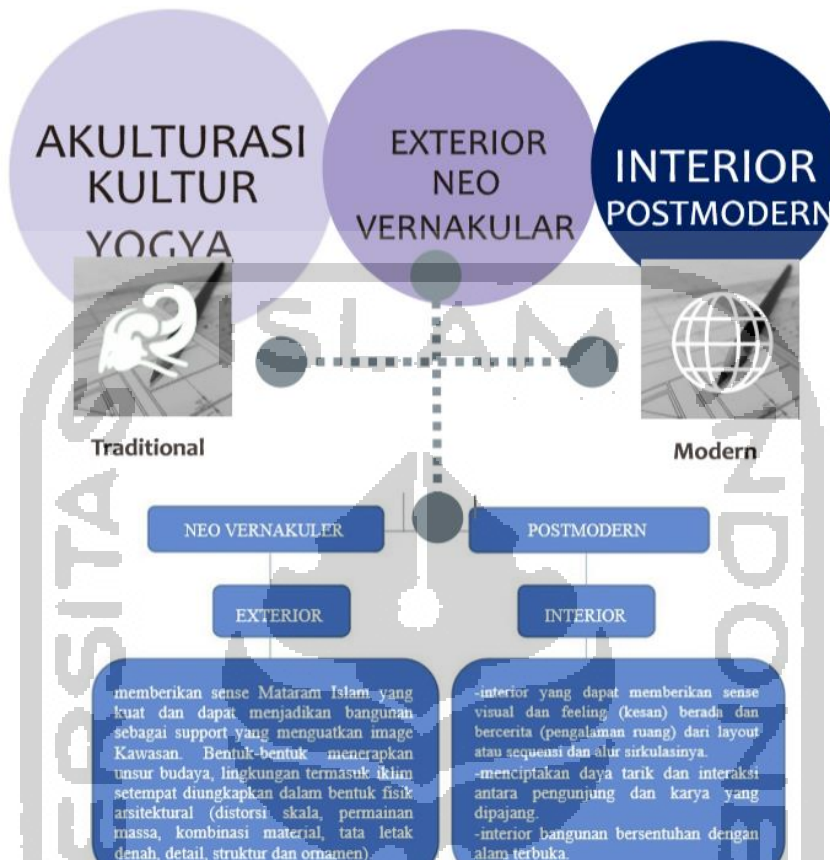 AKULTURASI
KULTUR
YOGYA
EXTERIOR
NEO
VERNAKULAR
INTERIOR
POSTMODERN
ISLAM
Traditional
Modern
NEO VERNAKULER
POSTMODERN
EXTERIOR
INTERIOR
memberikan sense Mataram Islam yang
kuat dan dapat menjadikan bangunan
sebagai support yang menguatkan image
Kawasan. Bentuk-bentuk menerapkan
unsur budaya, lingkungan termasuk iklim
setempat diungkapkan dalam bentuk fisik
arsitektural (distorsi skala, permainan
massa, kombinasi material, tata letak
denah, detail, struktur dan ornamen)
-interior yang dapat memberikan sense
visual dan feeling (kesan) berada dan
bercerita (pengalaman ruang) dari layout
atau sequensi dan alur sirkulasinya.
-menciptakan daya tarik dan interaksi
antara pengunjung dan karya yang
dipajang.
-interior bangunan bersentuhan dengan
alam terbuka.